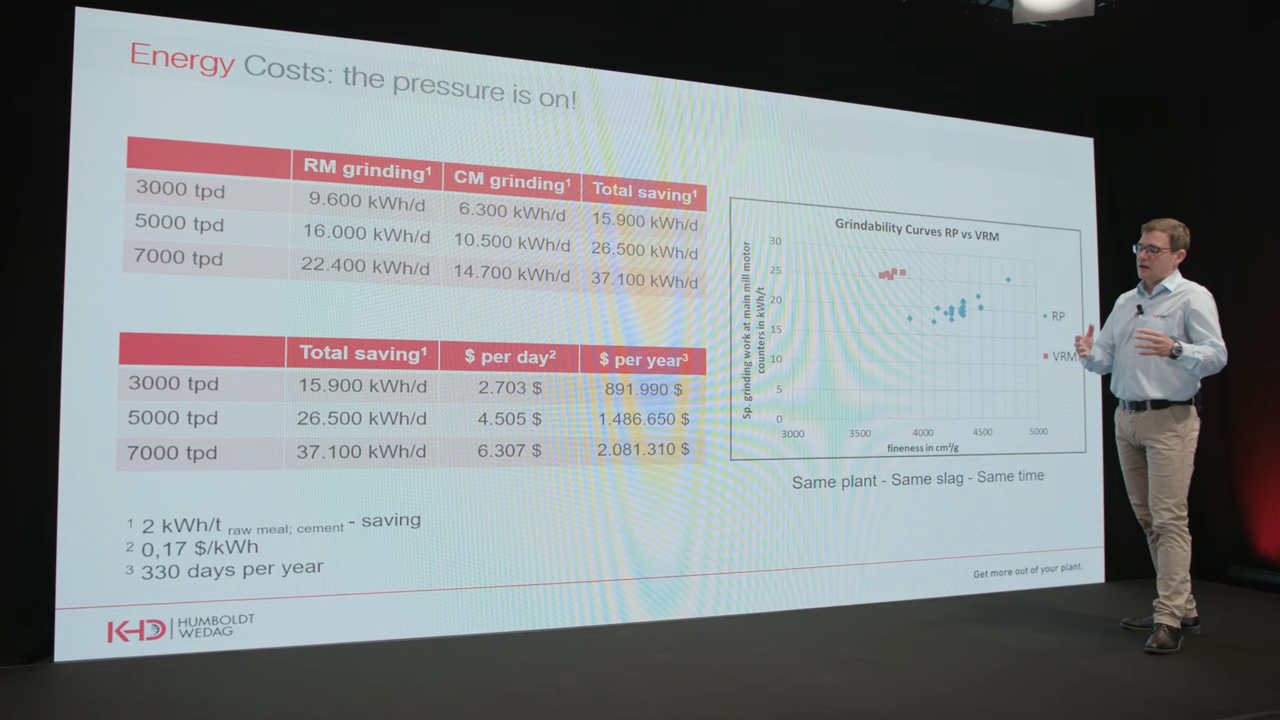 Energy Costs: the pressure is on!
RM grinding¹ CM grinding¹ Total saving¹
3000 tpd 9.600 kWh/d 6.300 kWh/d 15.900 kWh/d
5000 tpd 16.000 kWh/d 10.500 kWh/d 26.500 kWh/d
7000 tpd 22.400 kWh/d 14.700 kWh/d 37.100 kWh/d
Total saving¹ $ per day² $ per year³
3000 tpd 15.900 kWh/d 2.703 $ 891.990 $
5000 tpd 26.500 kWh/d 4.505 $ 1.486.650 $
7000 tpd 37.100 kWh/d 6.307 $ 2.081.310 $
¹ 2 kWh/t raw meal; cement - saving
² 0,17 $/kWh
³ 330 days per year
Grindability Curves RP vs VRM
Sp. grinding work at main mill motor
counters in kWh/t
30
25
20
15
10
5
0
3000 3500 4000 4500 5000
fineness in cm²/g
RP
VRM
Same plant - Same slag - Same time
Get more out of your plant.
KHD HUMBOLDT
WEDAG